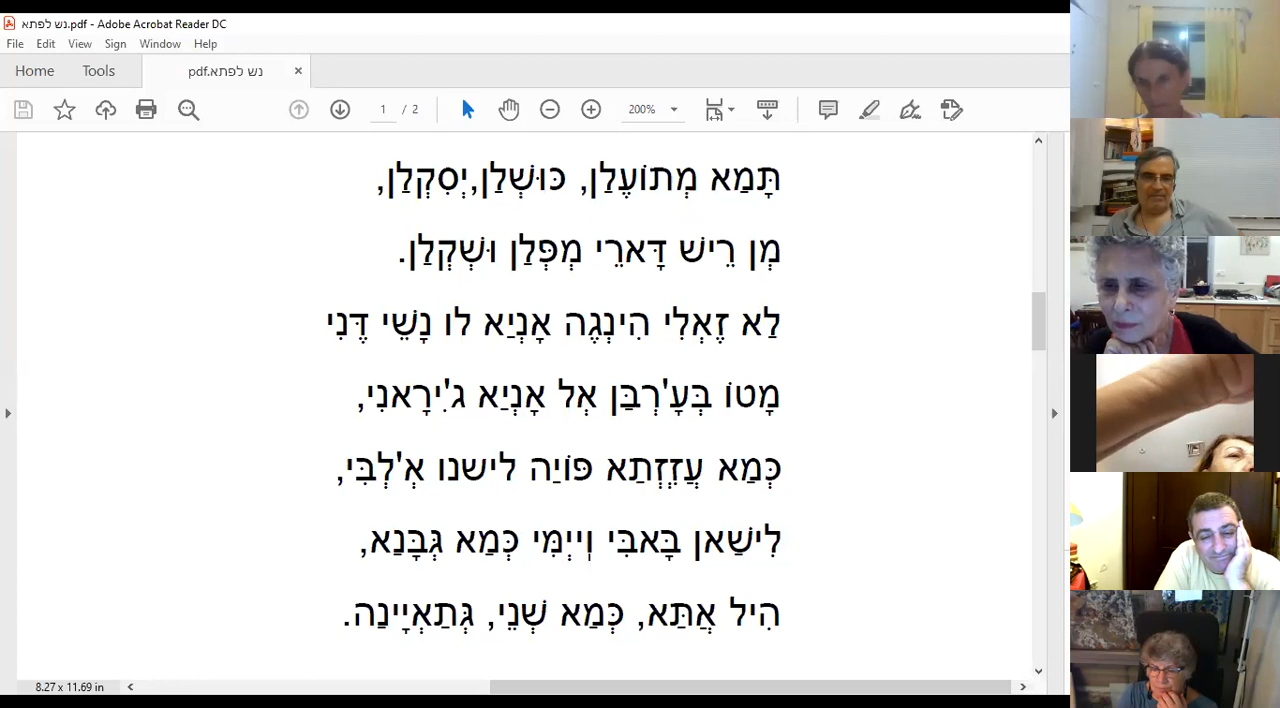 נש לפתא.pdf - Adobe Acrobat Reader DC
File Edit View Sign Window Help
Home Tools נש לפתא.pdf ×
1 / 2 200%
תָּמַא מְתוֹעֶלַן, כּוּשְׁלַן,יְסִקְלַן,
מְן רֵישׁ דָּארֵי מְפְּלַן וּשְׁקְלַן.
לַא זֶאְלִי הִינְגֶה אָנְיַא לוֹ נָשֵׁי דֶּנִי
מָטוֹ בְּעָ'רְבַּן אְל אָנְיַא ג'ִירָאנִי,
כְּמַא עֲזֶזְתַא פּוֹיַה לישנו אְ'לְבִּי,
לִישַׁאן בָּאבִּי וְייְמִּי כְּמַא גְּבָּנַא,
הִיל אֲתַּא, כְּמַא שְׁנֵי, גְּתַאְיָינַה.
8.27 x 11.69 in